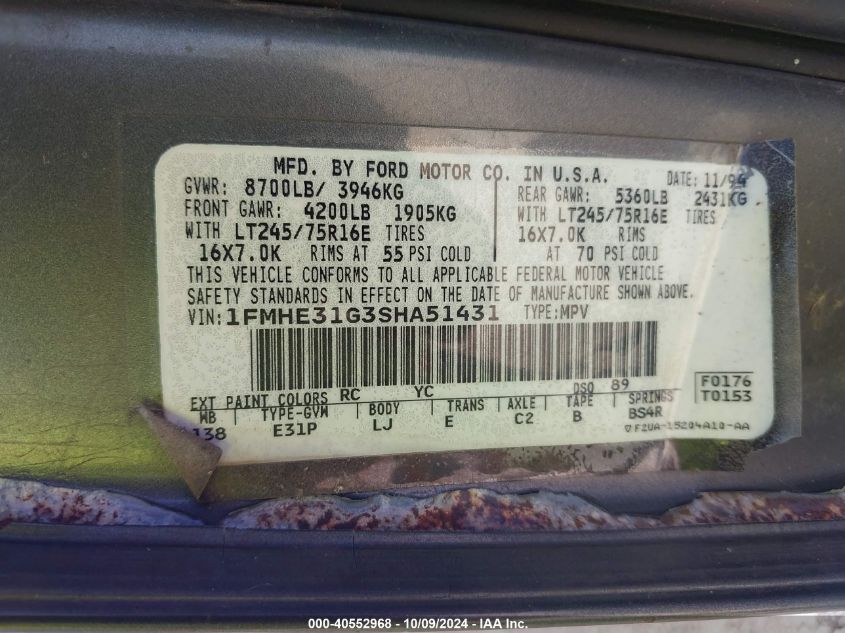 MFD. BY FORD MOTOR CO. IN U.S.A.
DATE: 11/94
GVWR: 8700LB/ 3946KG
FRONT GAWR: 4200LB 1905KG
WITH LT245/75R16E TIRES
16X7.0K RIMS AT 55 PSI COLD
REAR GAWR: 5360LB 2431KG
WITH LT245/75R16E TIRES
16X7.0K RIMS
AT 70 PSI COLD
THIS VEHICLE CONFORMS TO ALL APPLICABLE FEDERAL MOTOR VEHICLE
SAFETY STANDARDS IN EFFECT ON THE DATE OF MANUFACTURE SHOWN ABOVE.
VIN: 1FMHE31G3SHA51431 TYPE: MPV
EXT PAINT COLORS RC YC DSO 89
WB TYPE-GVM BODY TRANS AXLE TAPE SPRINGS
138 E31P LJ E C2 B BS4R
F0176
T0153
▽F2UA-15204A10-AA
000-40552968 - 10/09/2024 - IAA Inc.